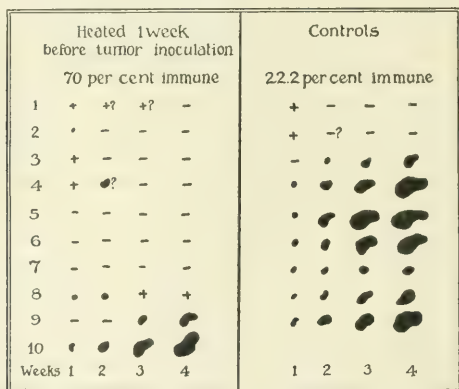 Heated 1 week
before tumor inoculation
70 per cent immune
1 + +? +? -
2 - - -
3 + - - -
4 + ? - -
5 - - - -
6 - - - -
7 - - - -
8 + +
9 - -
10
Weeks 1 2 3 4
Controls
22.2 per cent immune
+ - - -
+ -? - -
-
1 2 3 4